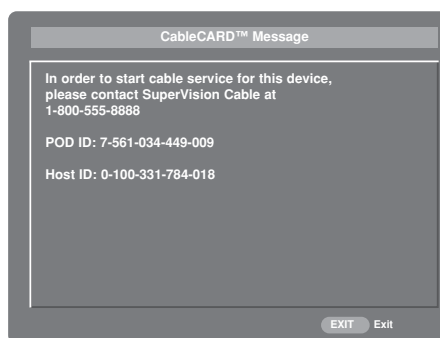 CableCARD™ Message
In order to start cable service for this device,
please contact SuperVision Cable at
1-800-555-8888
POD ID: 7-561-034-449-009
Host ID: 0-100-331-784-018
EXIT Exit